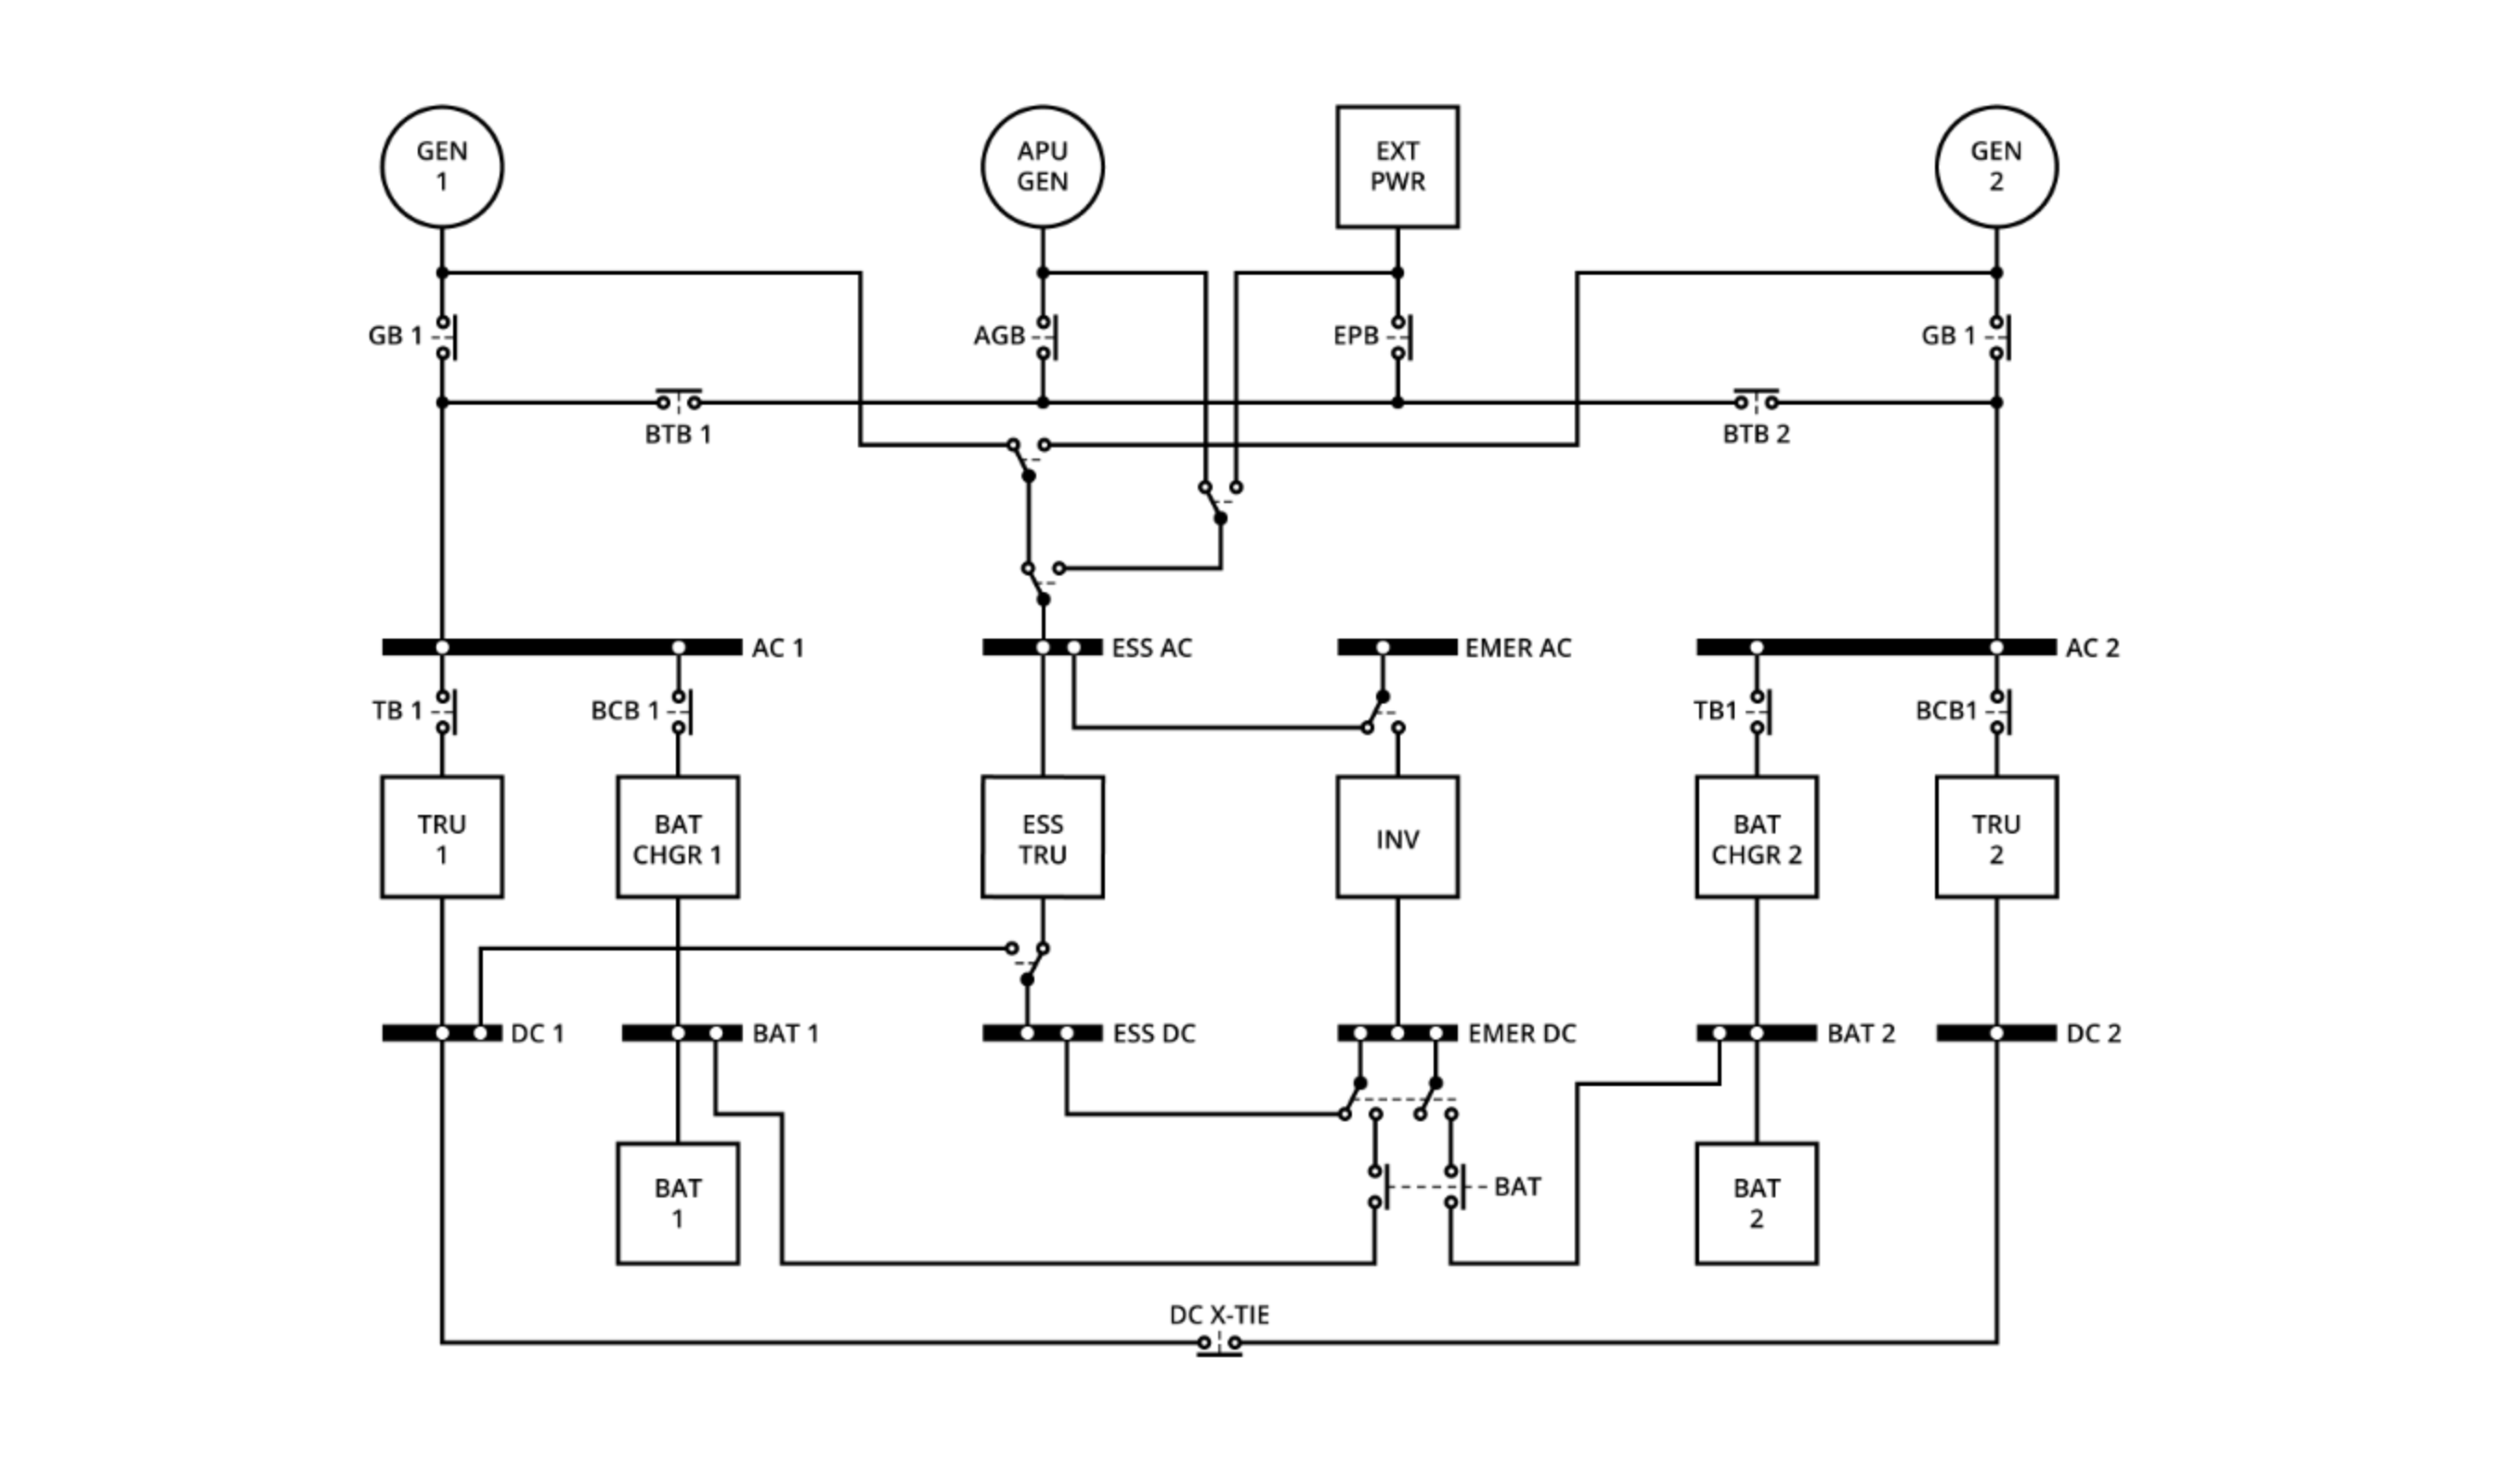 GEN
1
APU
GEN
EXT
PWR
GEN
2
GB 1
AGB
EPB
GB 1
BTB 1
BTB 2
AC 1
ESS AC
EMER AC
AC 2
TB 1
BCB 1
TB1
BCB1
TRU
1
BAT
CHGR 1
ESS
TRU
INV
BAT
CHGR 2
TRU
2
DC 1
BAT 1
ESS DC
EMER DC
BAT 2
DC 2
BAT
1
BAT
BAT
2
DC X-TIE